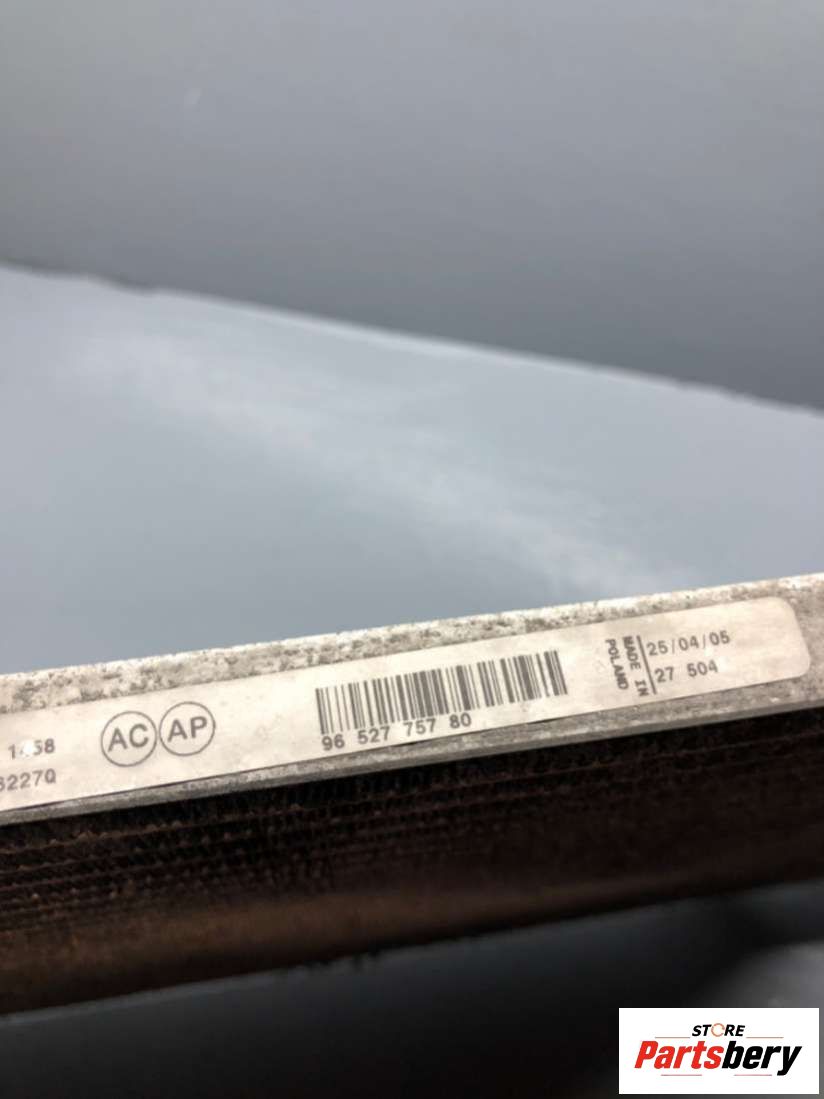 AC AP
96 527 757 80
MADE IN
POLAND
25/04/05
27 504
STORE
Partsbery